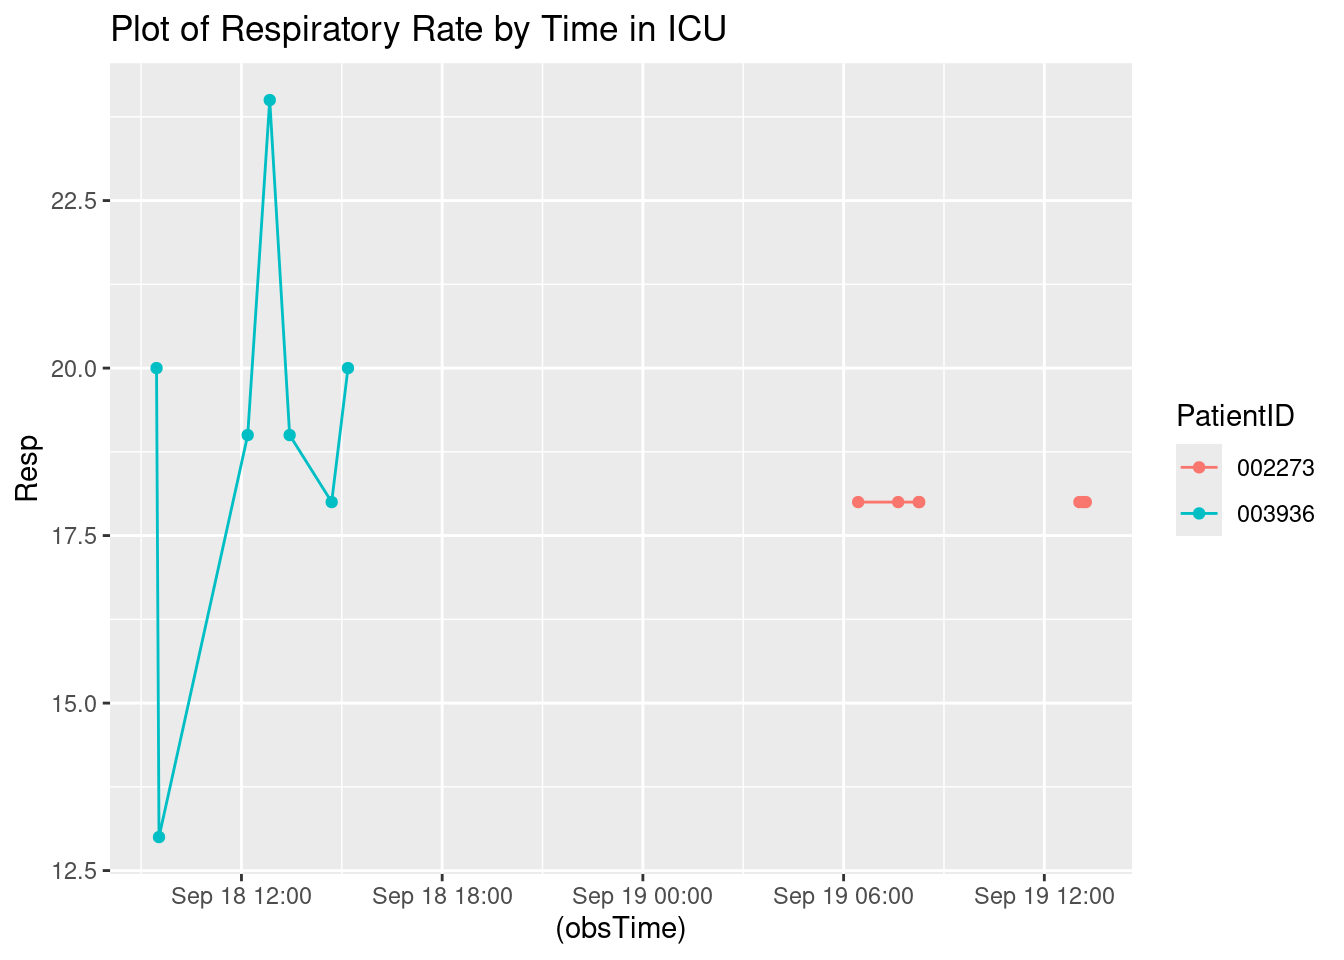 Plot of Respiratory Rate by Time in ICU
22.5
20.0
17.5
15.0
12.5
Resp
Sep 18 12:00 Sep 18 18:00 Sep 19 00:00 Sep 19 06:00 Sep 19 12:00
(obsTime)
PatientID
002273
003936